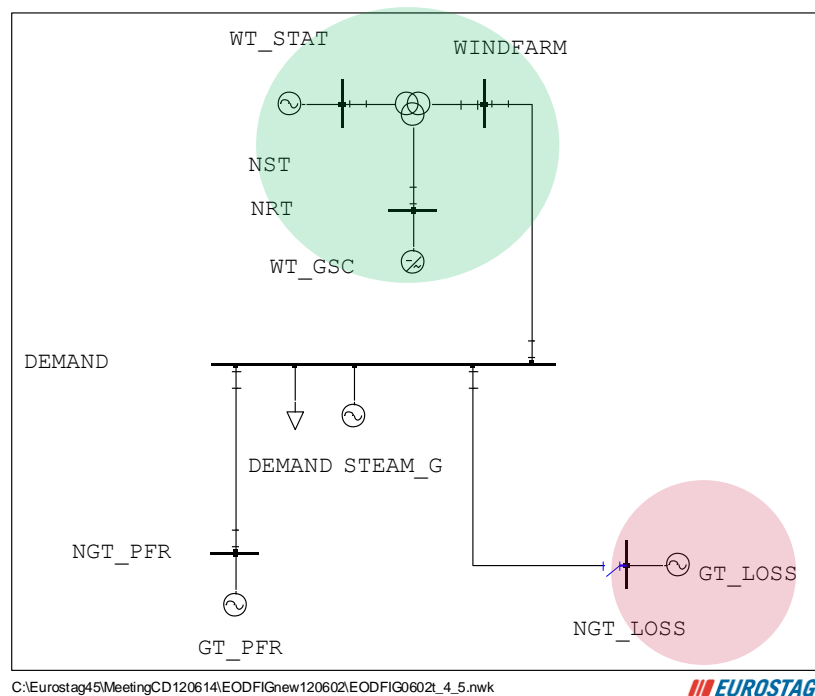 WT_STAT
WINDFARM
NST
NRT
WT_GSC
DEMAND
DEMAND STEAM_G
NGT_PFR
GT_LOSS
NGT_LOSS
GT_PFR
C:\Eurostag45\MeetingCD120614\EODFIGnew120602\EODFIG0602t_4_5.nwk
EUROSTAG